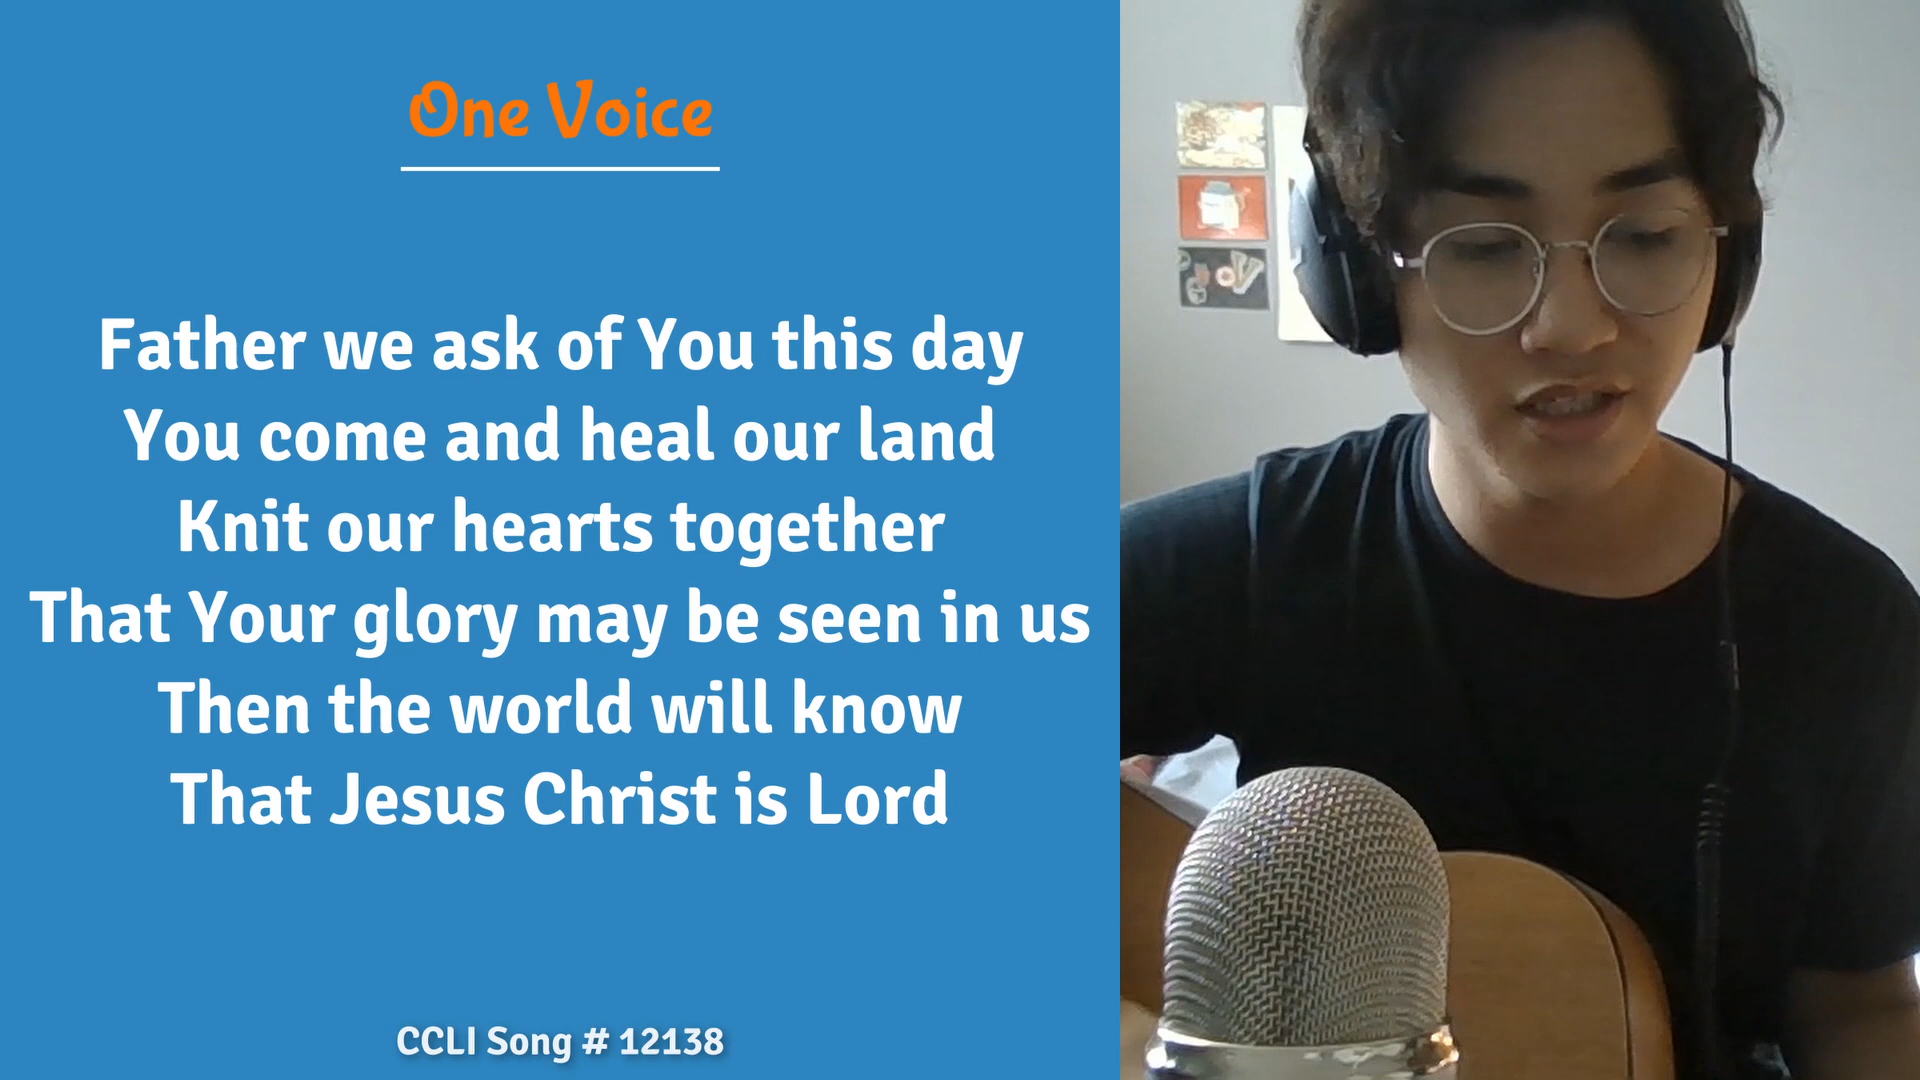 One Voice
Father we ask of You this day
You come and heal our land
Knit our hearts together
That Your glory may be seen in us
Then the world will know
That Jesus Christ is Lord
CCLI Song # 12138